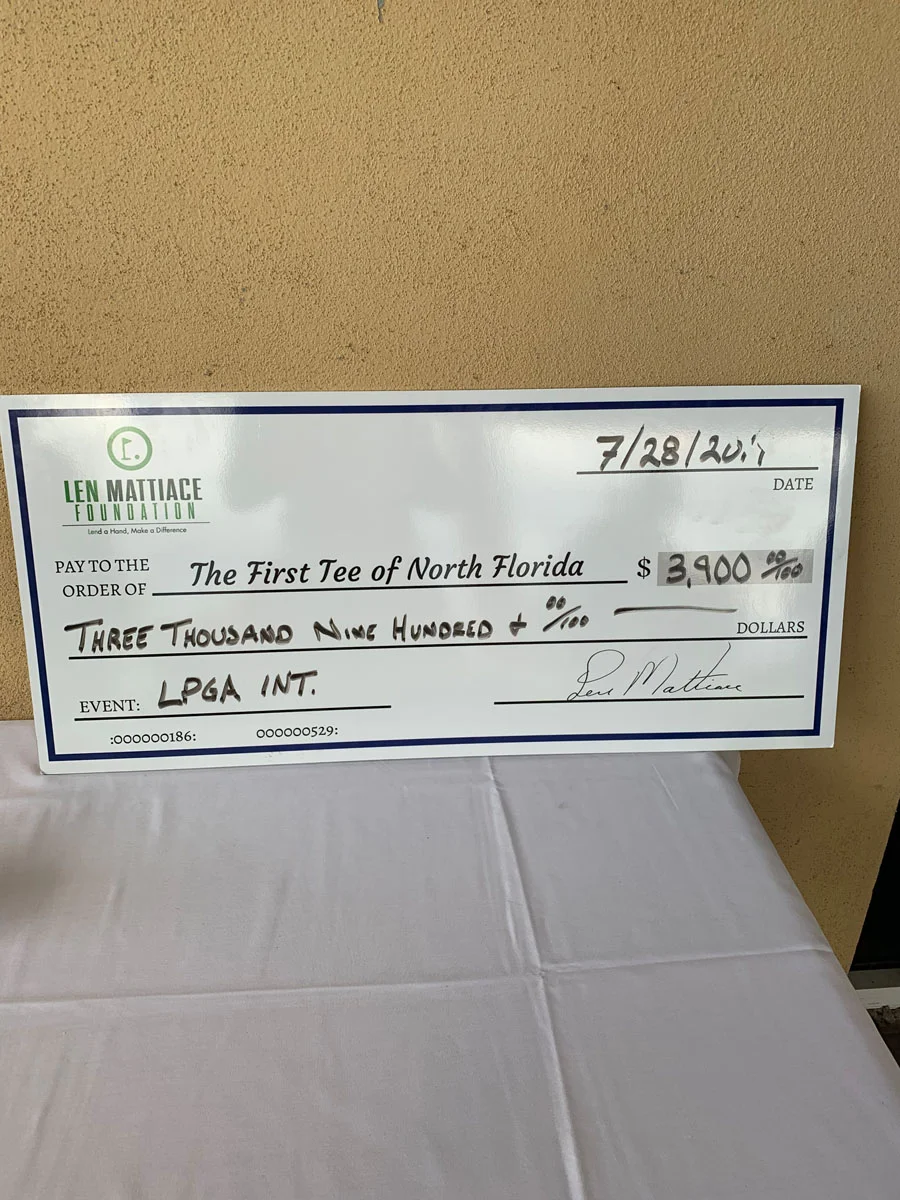 7/28/20
DATE
LEN MATTIACE
FOUNDATION
Lend a Hand, Make a Difference
PAY TO THE ORDER OF The First Tee of North Florida $ 3,900 00/100
THREE THOUSAND NINE HUNDRED + 00/100 DOLLARS
EVENT: LPGA INT. Len Mattiace
:000000186: 000000529: